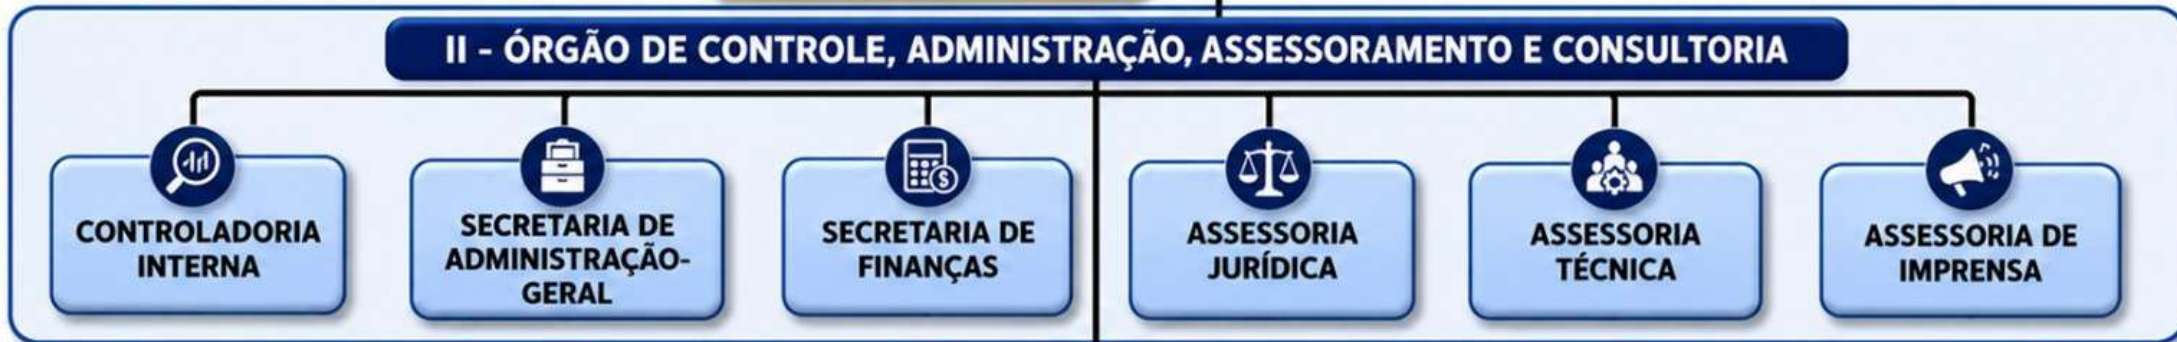 II - ÓRGÃO DE CONTROLE, ADMINISTRAÇÃO, ASSESSORAMENTO E CONSULTORIA
CONTROLADORIA
INTERNA
SECRETARIA DE
ADMINISTRAÇÃO-
GERAL
SECRETARIA DE
FINANÇAS
ASSESSORIA
JURÍDICA
ASSESSORIA
TÉCNICA
ASSESSORIA DE
IMPRENSA